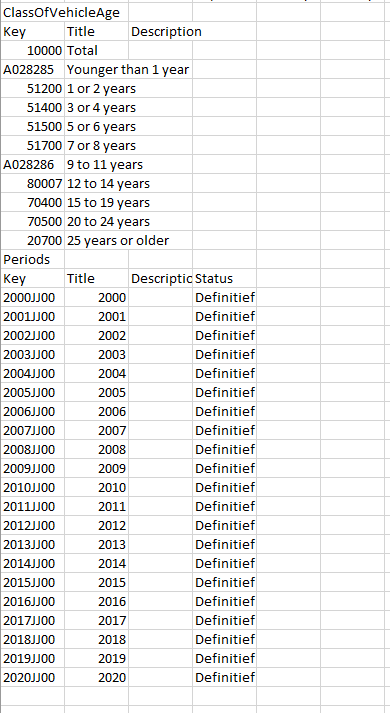 ClassOfVehicleAge
Key Title Description
10000 Total
A028285 Younger than 1 year
51200 1 or 2 years
51400 3 or 4 years
51500 5 or 6 years
51700 7 or 8 years
A028286 9 to 11 years
80007 12 to 14 years
70400 15 to 19 years
70500 20 to 24 years
20700 25 years or older
Periods
Key Title Descriptic Status
2000JJ00 2000 Definitief
2001JJ00 2001 Definitief
2002JJ00 2002 Definitief
2003JJ00 2003 Definitief
2004JJ00 2004 Definitief
2005JJ00 2005 Definitief
2006JJ00 2006 Definitief
2007JJ00 2007 Definitief
2008JJ00 2008 Definitief
2009JJ00 2009 Definitief
2010JJ00 2010 Definitief
2011JJ00 2011 Definitief
2012JJ00 2012 Definitief
2013JJ00 2013 Definitief
2014JJ00 2014 Definitief
2015JJ00 2015 Definitief
2016JJ00 2016 Definitief
2017JJ00 2017 Definitief
2018JJ00 2018 Definitief
2019JJ00 2019 Definitief
2020JJ00 2020 Definitief